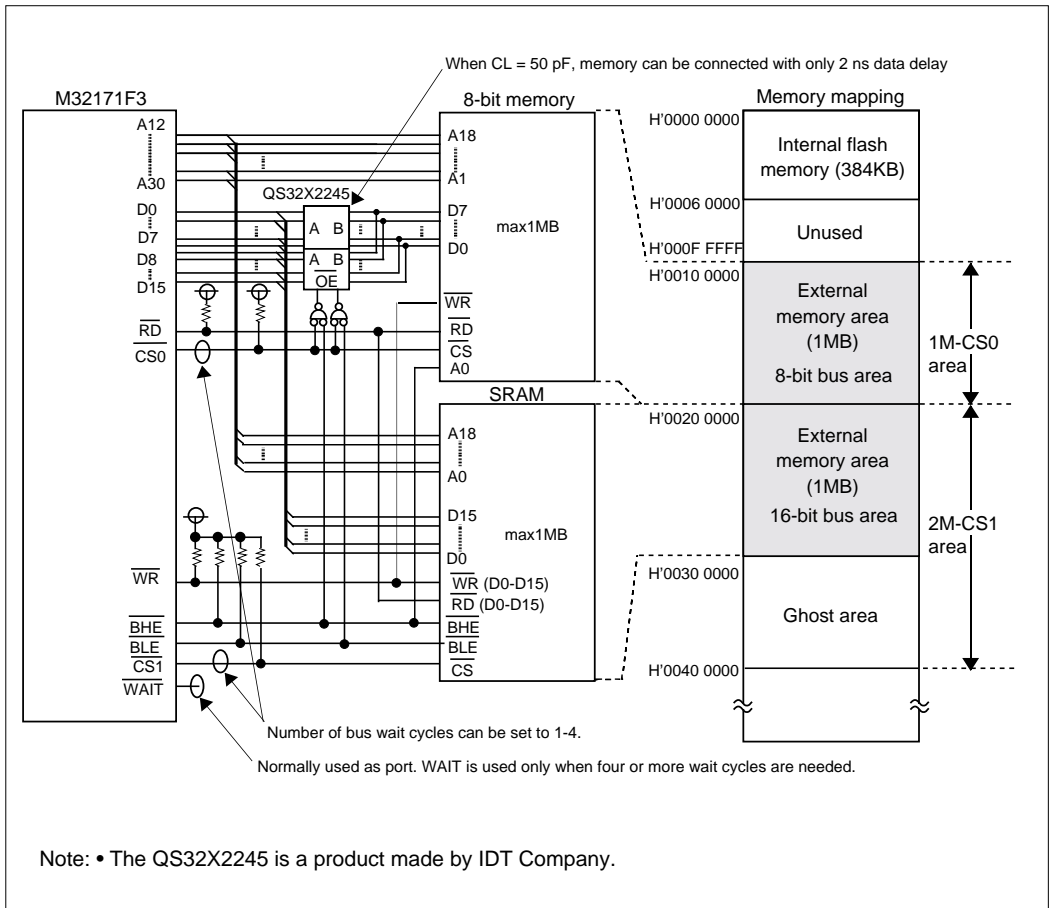 When CL = 50 pF, memory can be connected with only 2 ns data delay
M32171F3
A12
A30
D0
D7
D8
D15
RD
CS0
WR
BHE
BLE
CS1
WAIT
QS32X2245
A B
A B
OE
8-bit memory
A18
A1
D7
D0
max1MB
WR
RD
CS
A0
SRAM
A18
A0
D15
D0
max1MB
WR (D0-D15)
RD (D0-D15)
BHE
BLE
CS
Memory mapping
H'0000 0000
Internal flash
memory (384KB)
H'0006 0000
Unused
H'000F FFFF
H'0010 0000
External
memory area
(1MB)
8-bit bus area
1M-CS0
area
H'0020 0000
External
memory area
(1MB)
16-bit bus area
2M-CS1
area
H'0030 0000
Ghost area
H'0040 0000
Number of bus wait cycles can be set to 1-4.
Normally used as port. WAIT is used only when four or more wait cycles are needed.
Note: • The QS32X2245 is a product made by IDT Company.